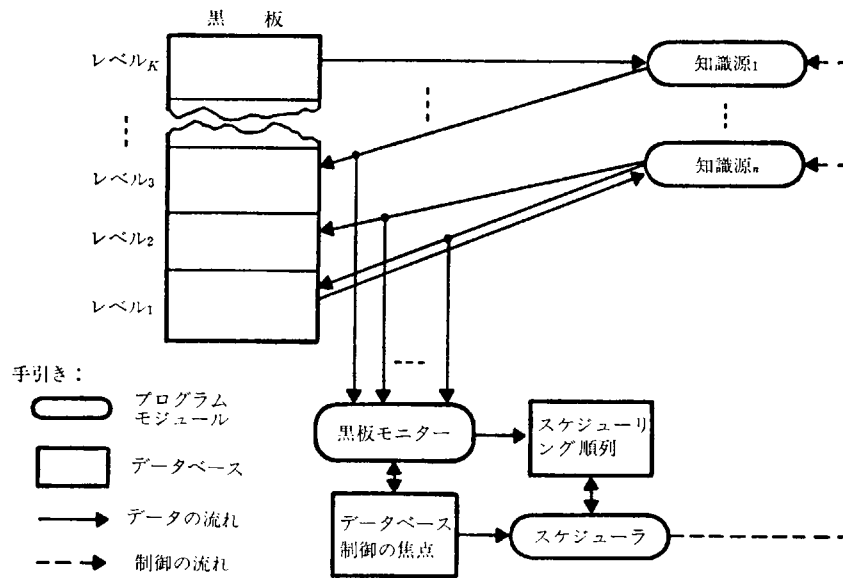 黒 板
レベルK
知識源1
レベル3
知識源n
レベル2
レベル1
手引き：
プログラム
モジュール
データベース
データの流れ
制御の流れ
黒板モニター
スケジューリ
ング順列
データベース
制御の焦点
スケジューラ